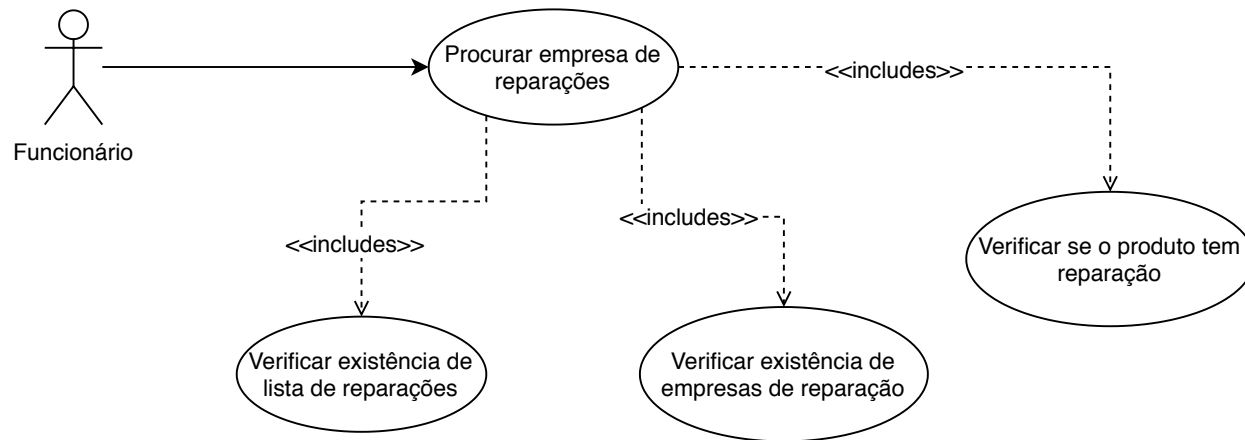 Procurar empresa de
reparações
<<includes>>
Funcionário
<<includes>>
<<includes>>
Verificar se o produto tem
reparação
Verificar existência de
lista de reparações
Verificar existência de
empresas de reparação